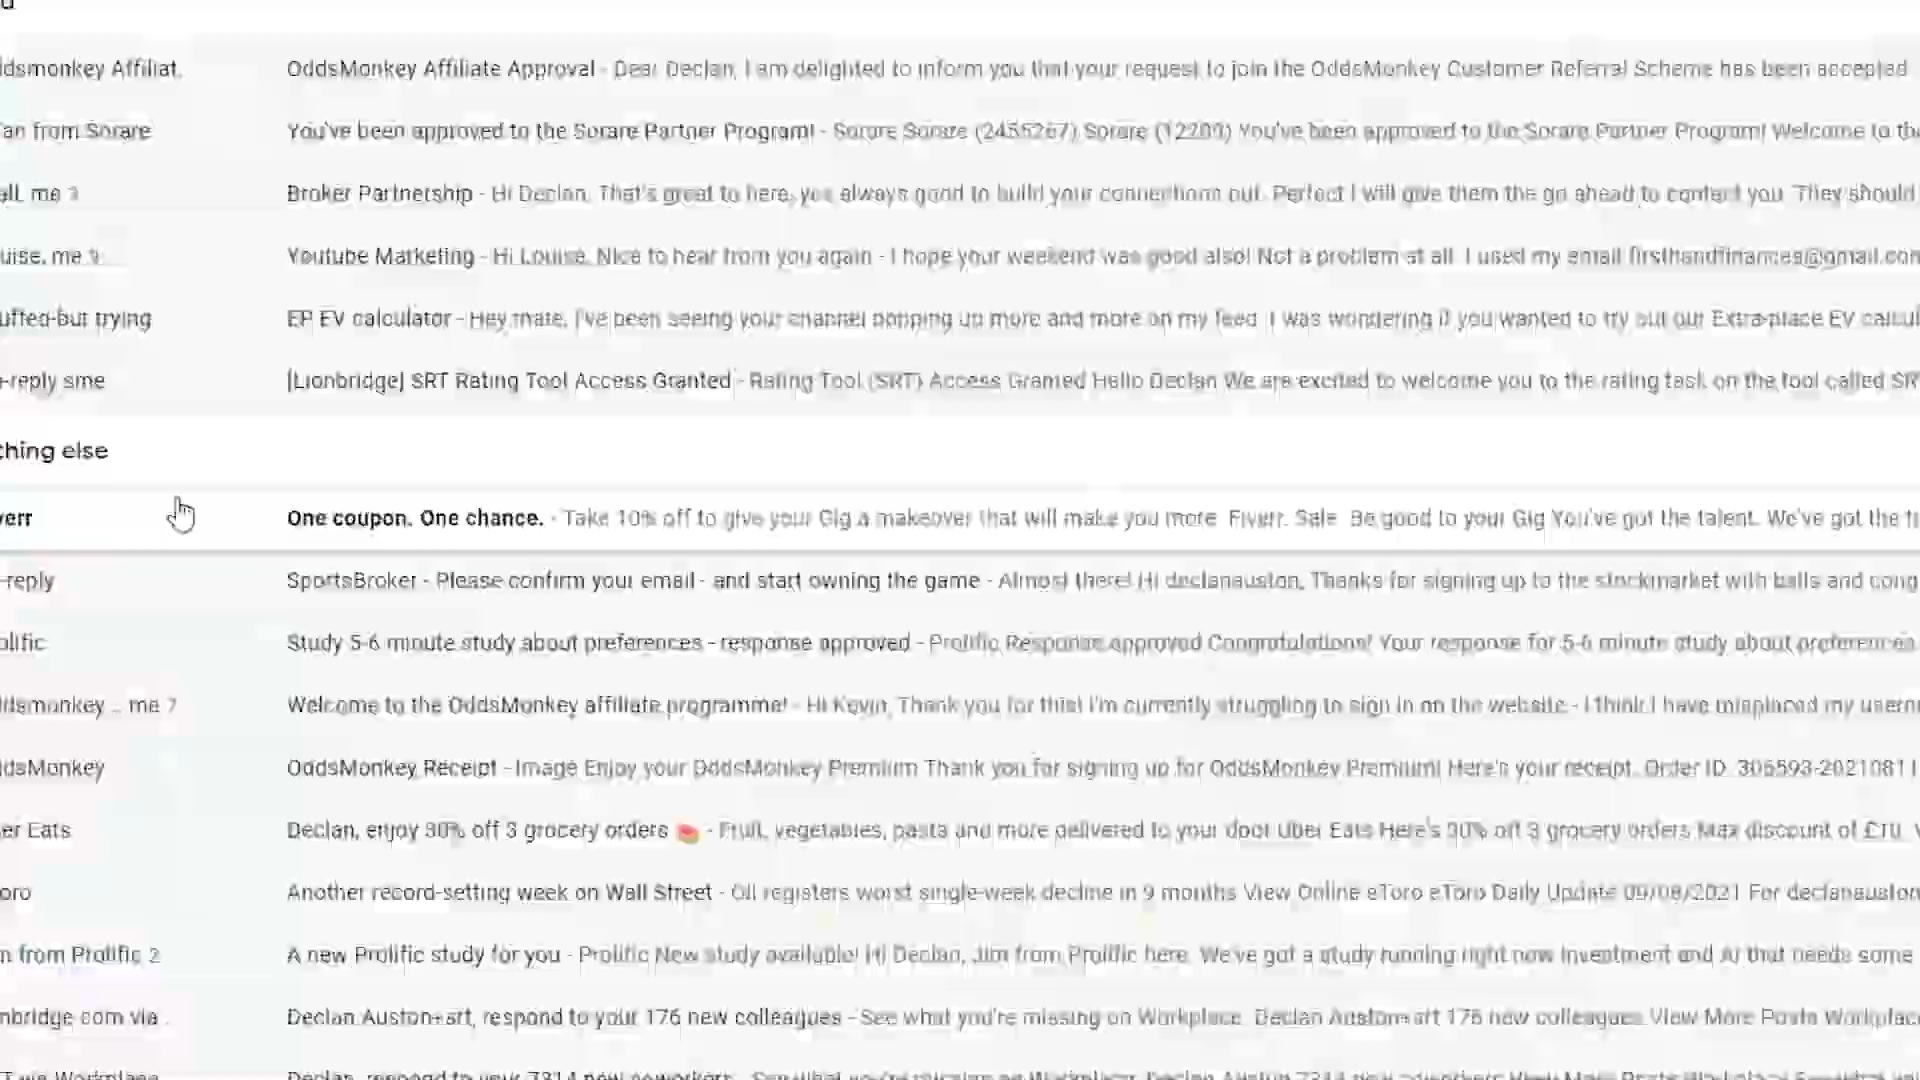 dsmonkey Affiliat. OddsMonkey Affiliate Approval - Dear Declan, I am delighted to inform you that your request to join the OddsMonkey Customer Referral Scheme has been accepted
an from Sorare You've been approved to the Sorare Partner Program! - Sorare Sorare (12200) You've been approved to the Sorare Partner Program! Welcome to the
all, me 3 Broker Partnership - Hi Declan, That's great to here, yes always good to build your connections out. Perfect I will give them the go ahead to contact you They should
uise, me 9 Youtube Marketing - Hi Louise, Nice to hear from you again - I hope your weekend was good also! Not a problem at all I used my email firsthandfinances@gmail.com
uffed-but trying EP EV calculator - Hey mate, I've been seeing your channel popping up more and more on my feed I was wondering if you wanted to try out our Extra-place EV calcul
-reply sme [Lionbridge] SRT Rating Tool Access Granted - Rating Tool (SRT) Access Granted Hello Declan We are excited to welcome you to the rating task on the tool called SR
thing else
verr One coupon. One chance. - Take 10% off to give your Gig a makeover that will make you more Fiverr. Sale Be good to your Gig You've got the talent. We've got the
-reply SportsBroker - Please confirm your email - and start owning the game - Almost there! Hi declanauston, Thanks for signing up to the stockmarket with balls and cong
olific Study 5-6 minute study about preferences - response approved - Prolific Response approved Congratulations! Your response for 5-6 minute study about preferences
ddsmonkey .. me 7 Welcome to the OddsMonkey affiliate programme! - Hi Kevin, Thank you for this! I'm currently struggling to sign in on the website - I think I have misplaced my usern
ddsMonkey OddsMonkey Receipt - Image Enjoy your OddsMonkey Premium Thank you for signing up for OddsMonkey Premium! Here's your receipt. Order ID 306593-2021081
er Eats Declan, enjoy 30% off 3 grocery orders - Fruit, vegetables, pasta and more delivered to your door Uber Eats Here's 30% off 3 grocery orders Max discount of £10.
oro Another record-setting week on Wall Street - Oil registers worst single-week decline in 9 months View Online eToro eToro Daily Update 09/08/2021 For declanauston
n from Prolific 2 A new Prolific study for you - Prolific New study available! Hi Declan, Jim from Prolific here. We've got a study running right now Investment and AI that needs some
nbridge com via Declan Auston+srt, respond to your 176 new colleagues - See what you're missing on Workplace. Declan Auston+srt 176 new colleagues View More Posts Workplac